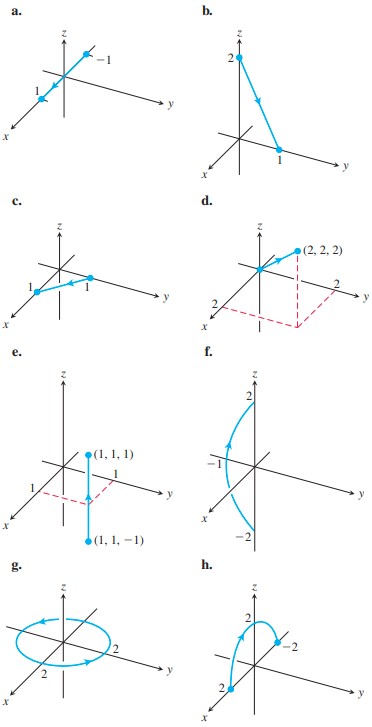 a.
z
-1
1
y
x
b.
z
2
1
y
x
c.
z
1
1
y
x
d.
z
(2, 2, 2)
2
2
y
x
e.
z
(1, 1, 1)
1
1
y
(1, 1, -1)
x
f.
z
2
-1
y
x
-2
g.
z
2
2
y
x
h.
z
2
-2
2
y
x